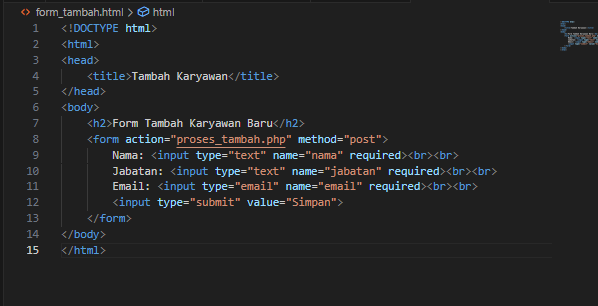 form_tambah.html > html
1 <!DOCTYPE html>
2 <html>
3 <head>
4     <title>Tambah Karyawan</title>
5 </head>
6 <body>
7     <h2>Form Tambah Karyawan Baru</h2>
8     <form action="proses_tambah.php" method="post">
9         Nama: <input type="text" name="nama" required><br><br>
10         Jabatan: <input type="text" name="jabatan" required><br><br>
11         Email: <input type="email" name="email" required><br><br>
12         <input type="submit" value="Simpan">
13     </form>
14 </body>
15 </html>